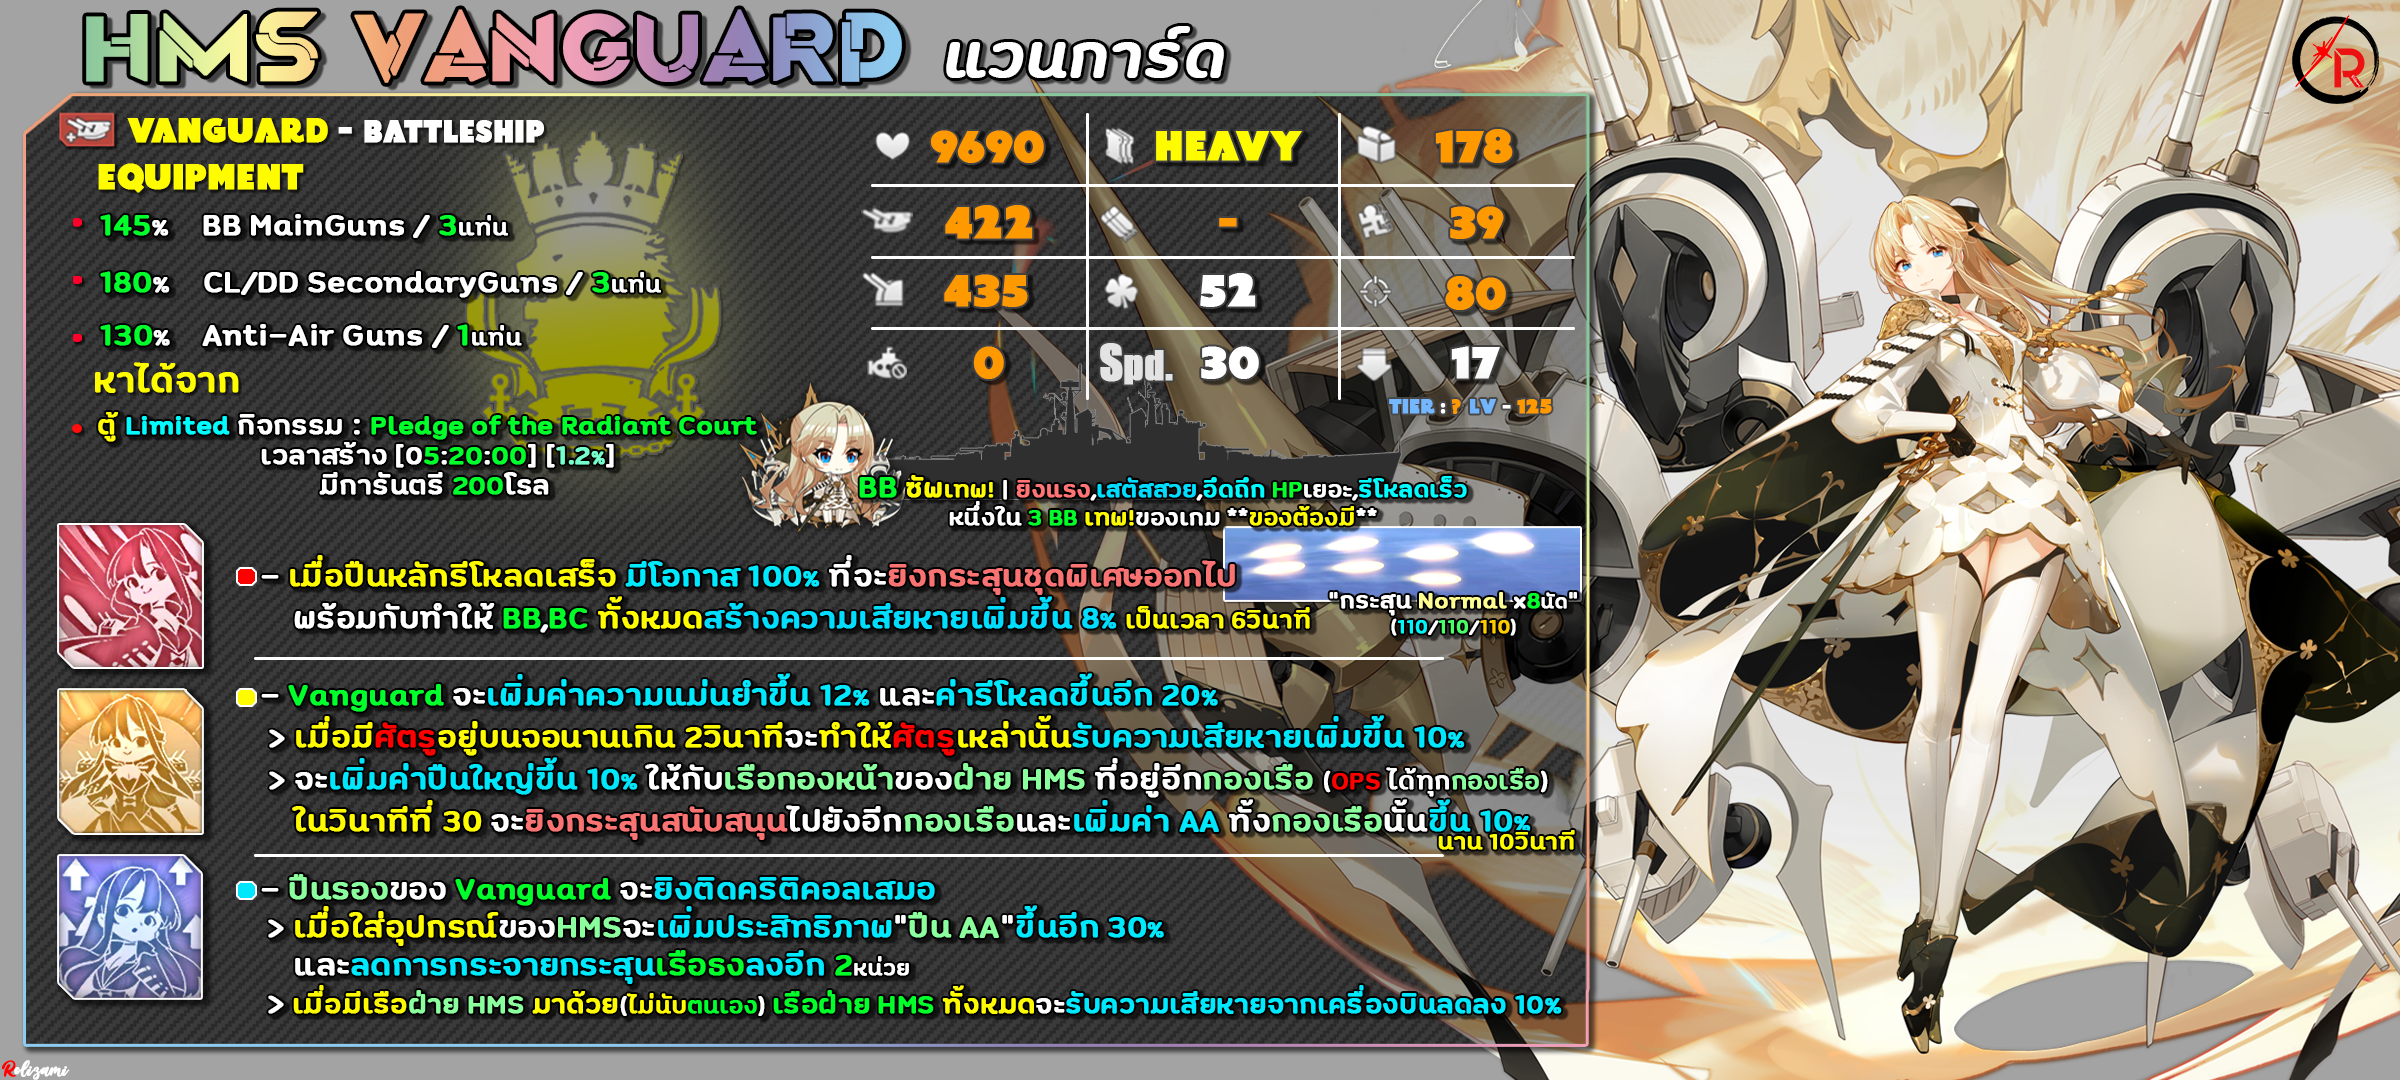 HMS VANGUARD แวนการ์ด
R
VANGUARD - BATTLESHIP
EQUIPMENT
145% BB MainGuns / 3แท่น
180% CL/DD SecondaryGuns / 3แท่น
130% Anti-Air Guns / 1แท่น
หาได้จาก
ตู้ Limited กิจกรรม : Pledge of the Radiant Court
เวลาสร้าง [05:20:00] [1.2%]
มีการันตรี 200โรล
9690 HEAVY 178
422 - 39
435 52 80
0 Spd. 30 17
TIER : ? LV - 125
BB ซัพเทพ! | ยิงแรง,เสตัสสวย,อึดถึก HPเยอะ,รีโหลดเร็ว
หนึ่งใน 3 BB เทพ!ของเกม **ของต้องมี**
- เมื่อปืนหลักรีโหลดเสร็จ มีโอกาส 100% ที่จะยิงกระสุนชุดพิเศษออกไป
พร้อมกับทำให้ BB,BC ทั้งหมดสร้างความเสียหายเพิ่มขึ้น 8% เป็นเวลา 6วินาที
"กระสุน Normal x8นัด"
(110/110/110)
- Vanguard จะเพิ่มค่าความแม่นยำขึ้น 12% และค่ารีโหลดขึ้นอีก 20%
> เมื่อมีศัตรูอยู่บนจอนานเกิน 2วินาทีจะทำให้ศัตรูเหล่านั้นรับความเสียหายเพิ่มขึ้น 10%
> จะเพิ่มค่าปืนใหญ่ขึ้น 10% ให้กับเรือกองหน้าของฝ่าย HMS ที่อยู่อีกกองเรือ (OPS ได้ทุกกองเรือ)
ในวินาทีที่ 30 จะยิงกระสุนสนับสนุนไปยังอีกกองเรือและเพิ่มค่า AA ทั้งกองเรือนั้นขึ้น 10%
นาน 10วินาที
- ปืนรองของ Vanguard จะยิงติดคริติคอลเสมอ
> เมื่อใส่อุปกรณ์ของHMSจะเพิ่มประสิทธิภาพ"ปืน AA"ขึ้นอีก 30%
และลดการกระจายกระสุนเรือธงลงอีก 2หน่วย
> เมื่อมีเรือฝ่าย HMS มาด้วย(ไม่นับตนเอง) เรือฝ่าย HMS ทั้งหมดจะรับความเสียหายจากเครื่องบินลดลง 10%
Rolizami